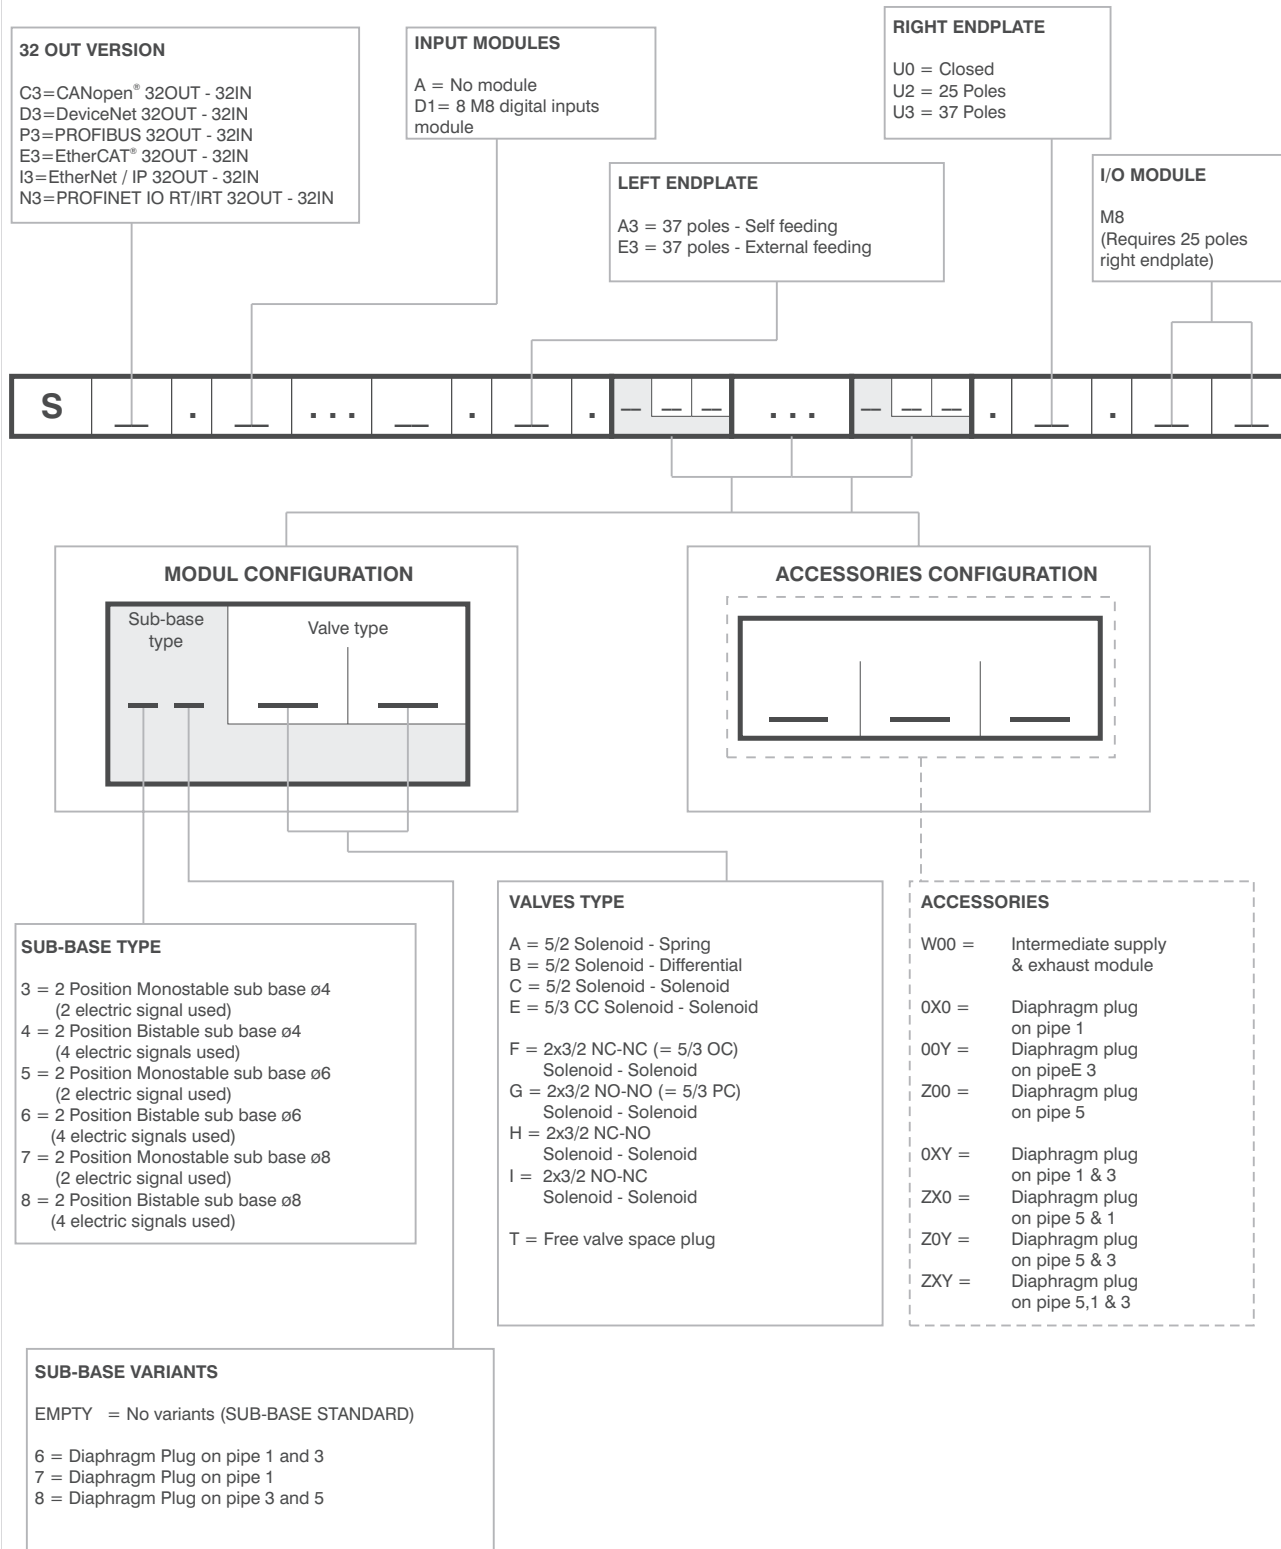 32 OUT VERSION
C3=CANopen® 32OUT - 32IN
D3=DeviceNet 32OUT - 32IN
P3=PROFIBUS 32OUT - 32IN
E3=EtherCAT® 32OUT - 32IN
I3=EtherNet / IP 32OUT - 32IN
N3=PROFINET IO RT/IRT 32OUT - 32IN
INPUT MODULES
A = No module
D1= 8 M8 digital inputs
module
RIGHT ENDPLATE
U0 = Closed
U2 = 25 Poles
U3 = 37 Poles
LEFT ENDPLATE
A3 = 37 poles - Self feeding
E3 = 37 poles - External feeding
I/O MODULE
M8
(Requires 25 poles
right endplate)
S __ . __ ... __ . __ . __ __ __ ... __ __ __ . __ . __ __
MODUL CONFIGURATION
Sub-base
type
Valve type
ACCESSORIES CONFIGURATION
SUB-BASE TYPE
3 = 2 Position Monostable sub base ø4
(2 electric signal used)
4 = 2 Position Bistable sub base ø4
(4 electric signals used)
5 = 2 Position Monostable sub base ø6
(2 electric signal used)
6 = 2 Position Bistable sub base ø6
(4 electric signals used)
7 = 2 Position Monostable sub base ø8
(2 electric signal used)
8 = 2 Position Bistable sub base ø8
(4 electric signals used)
VALVES TYPE
A = 5/2 Solenoid - Spring
B = 5/2 Solenoid - Differential
C = 5/2 Solenoid - Solenoid
E = 5/3 CC Solenoid - Solenoid
F = 2x3/2 NC-NC (= 5/3 OC)
Solenoid - Solenoid
G = 2x3/2 NO-NO (= 5/3 PC)
Solenoid - Solenoid
H = 2x3/2 NC-NO
Solenoid - Solenoid
I = 2x3/2 NO-NC
Solenoid - Solenoid
T = Free valve space plug
ACCESSORIES
W00 = Intermediate supply
& exhaust module
0X0 = Diaphragm plug
on pipe 1
00Y = Diaphragm plug
on pipeE 3
Z00 = Diaphragm plug
on pipe 5
0XY = Diaphragm plug
on pipe 1 & 3
ZX0 = Diaphragm plug
on pipe 5 & 1
Z0Y = Diaphragm plug
on pipe 5 & 3
ZXY = Diaphragm plug
on pipe 5,1 & 3
SUB-BASE VARIANTS
EMPTY = No variants (SUB-BASE STANDARD)
6 = Diaphragm Plug on pipe 1 and 3
7 = Diaphragm Plug on pipe 1
8 = Diaphragm Plug on pipe 3 and 5